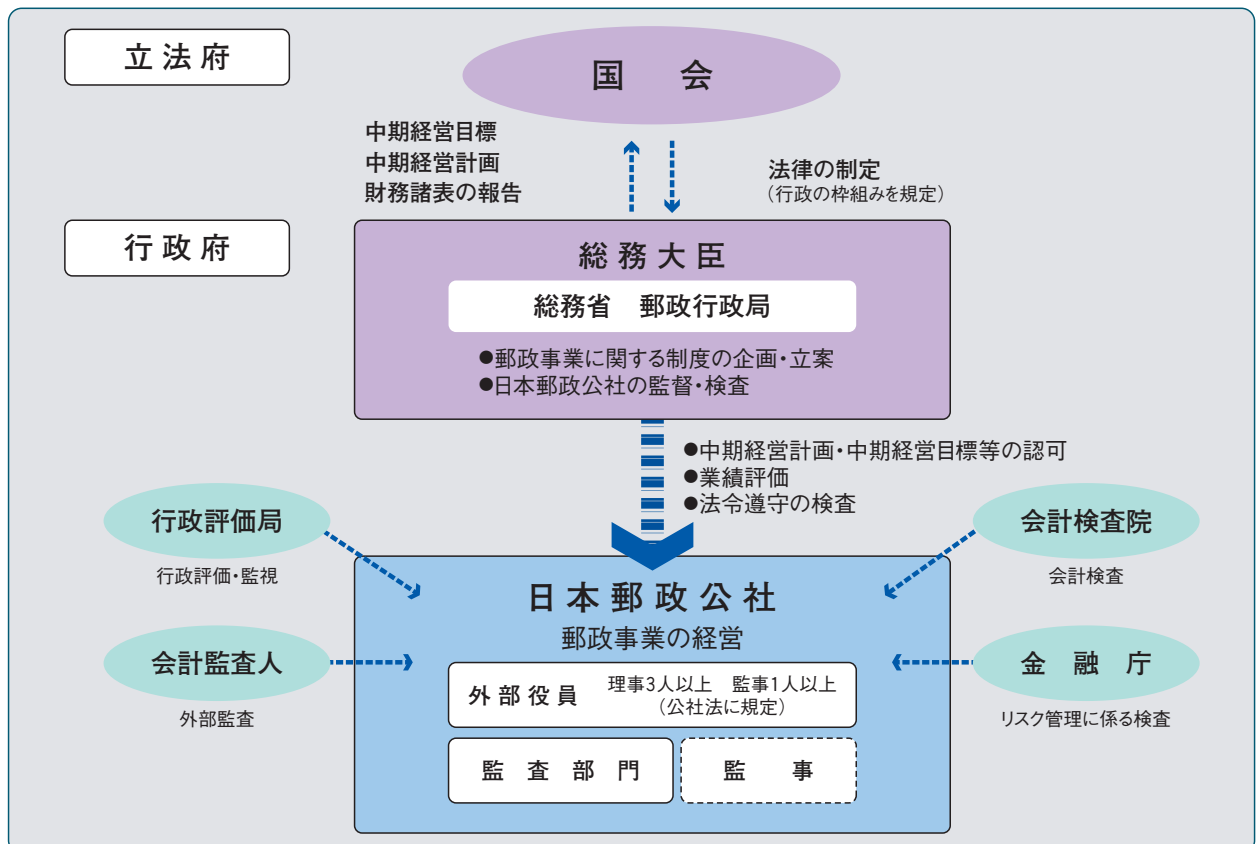 立法府
国 会
中期経営目標
中期経営計画
財務諸表の報告
法律の制定
（行政の枠組みを規定）
行政府
総務大臣
総務省 郵政行政局
●郵政事業に関する制度の企画・立案
●日本郵政公社の監督・検査
●中期経営計画・中期経営目標等の認可
●業績評価
●法令遵守の検査
行政評価局
行政評価・監視
会計検査院
会計検査
日本郵政公社
郵政事業の経営
会計監査人
外部監査
金融庁
リスク管理に係る検査
外部役員
理事3人以上 監事1人以上
（公社法に規定）
監査部門
監事